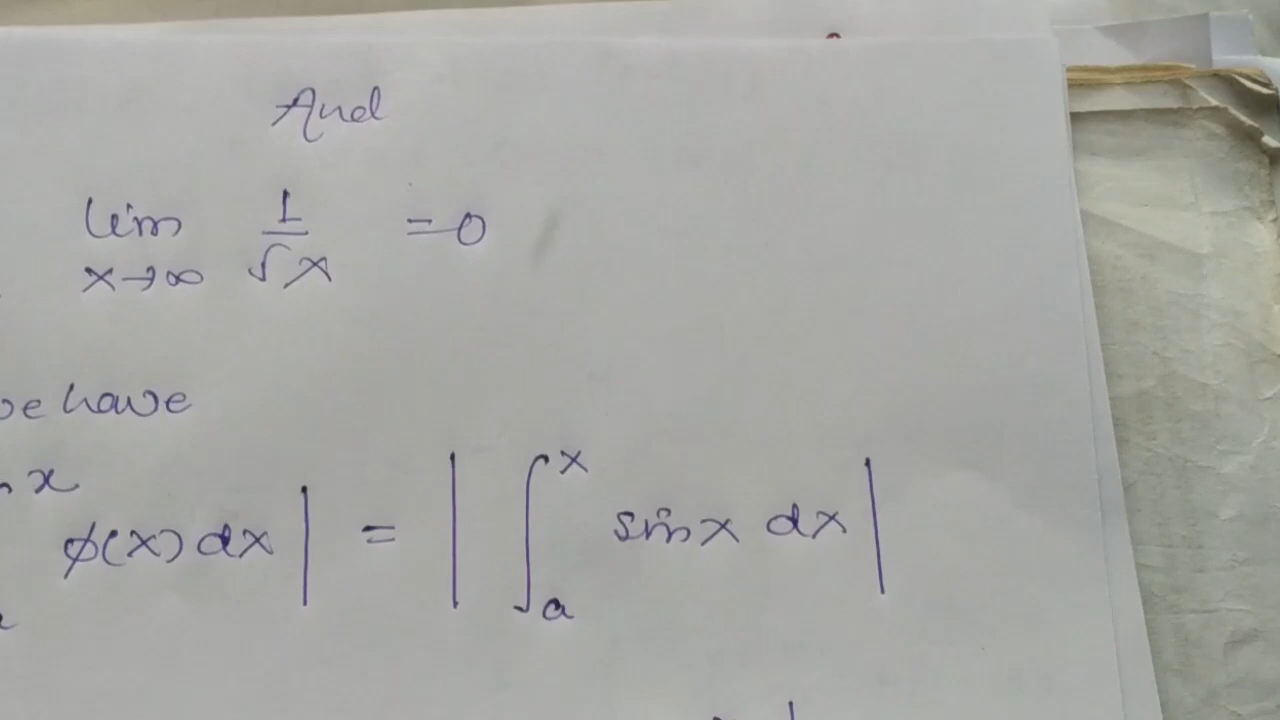 And
lim 1/√x = 0
x→∞
we have
∫ₐˣ φ(x) dx | = | ∫ₐˣ sin x dx |